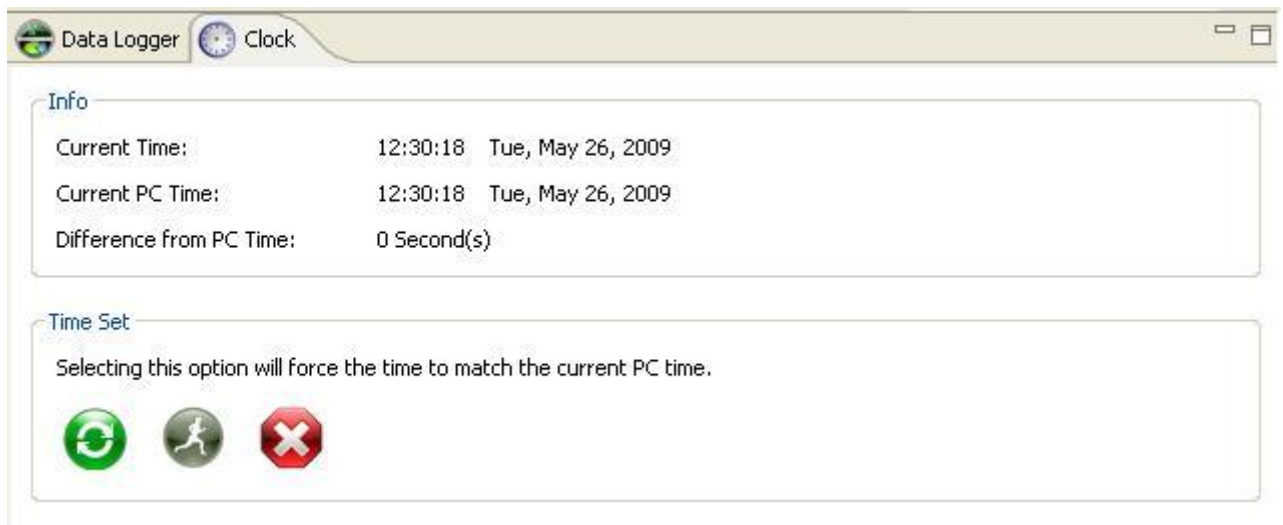 Data Logger Clock
Info
Current Time: 12:30:18 Tue, May 26, 2009
Current PC Time: 12:30:18 Tue, May 26, 2009
Difference from PC Time: 0 Second(s)
Time Set
Selecting this option will force the time to match the current PC time.